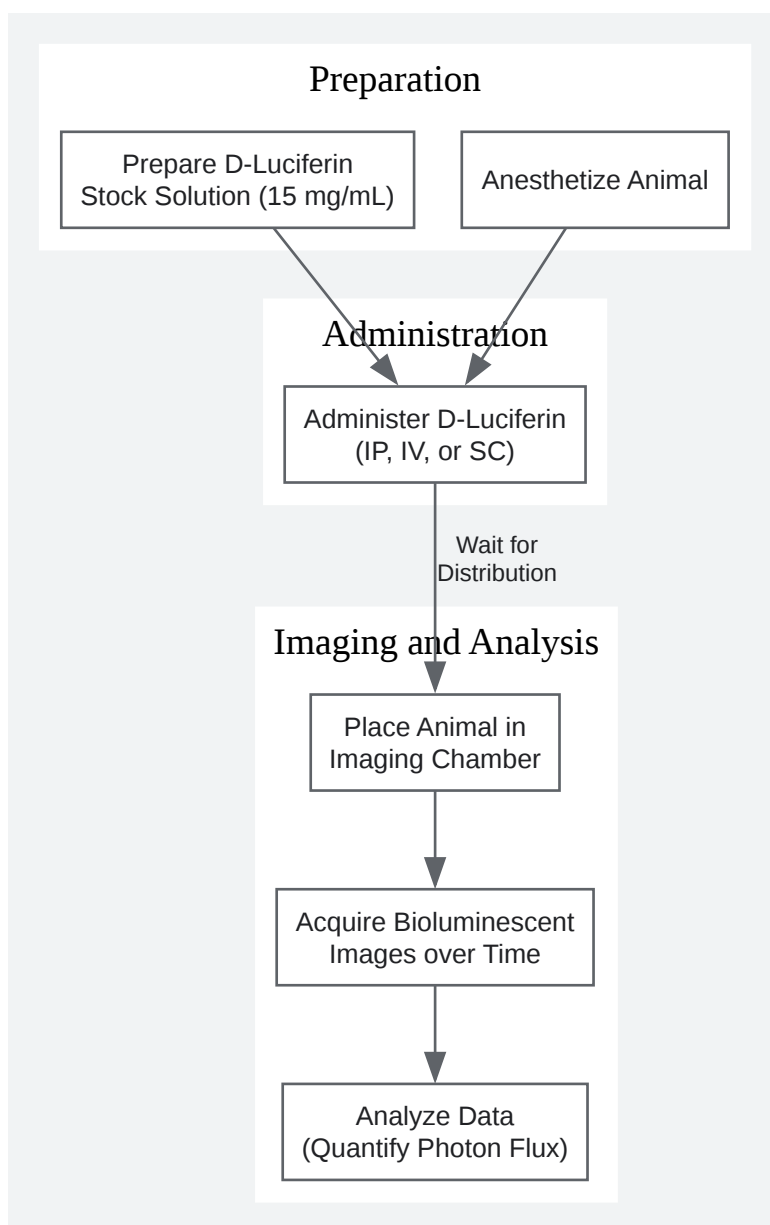 Preparation
Prepare D-Luciferin
Stock Solution (15 mg/mL)
Anesthetize Animal
Administration
Administer D-Luciferin
(IP, IV, or SC)
Wait for
Distribution
Imaging and Analysis
Place Animal in
Imaging Chamber
Acquire Bioluminescent
Images over Time
Analyze Data
(Quantify Photon Flux)